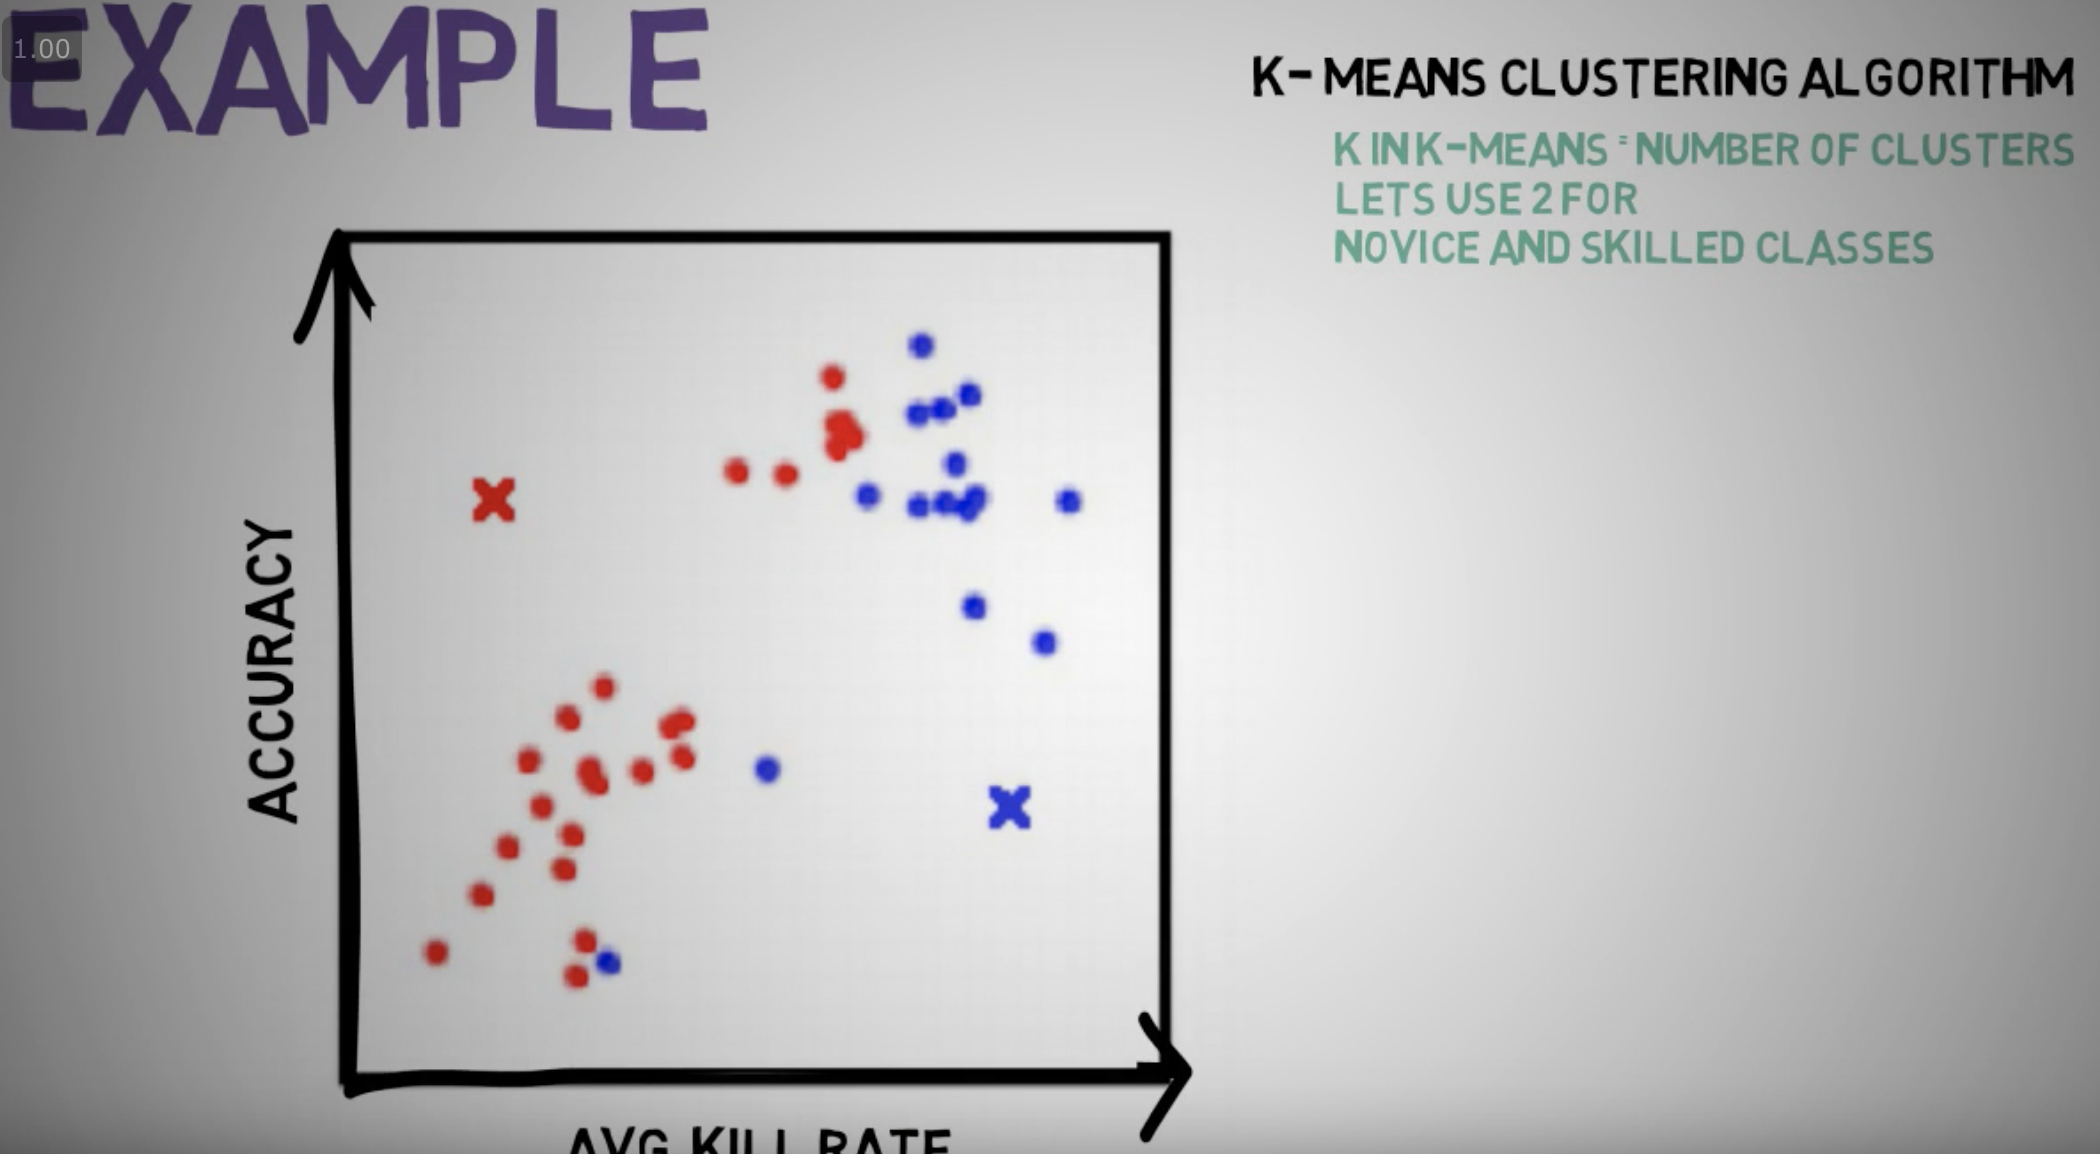 1.00
EXAMPLE
K-MEANS CLUSTERING ALGORITHM
K IN K-MEANS = NUMBER OF CLUSTERS
LETS USE 2 FOR
NOVICE AND SKILLED CLASSES
ACCURACY
AVG KILL RATE